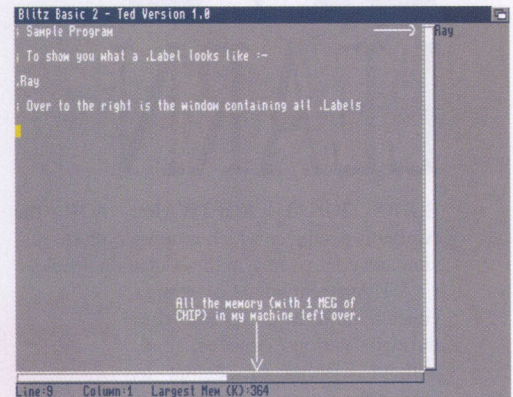 Blitz Basic 2 - Ted Version 1.0
; Sample Program
Ray
; To show you what a .Label looks like :-
.Ray
; Over to the right is the window containing all .Labels
All the memory (with 1 MEG of
CHIP) in my machine left over.
Line:9 Column:1 Largest Mem (K):364